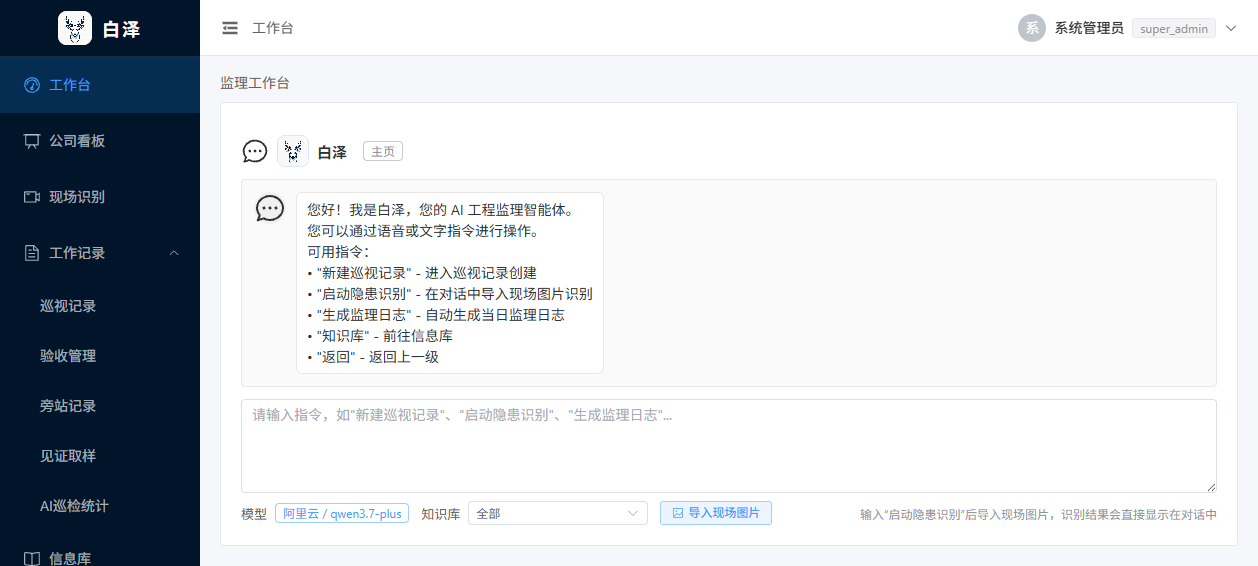 白泽
工作台
系 系统管理员 super_admin
工作台
公司看板
现场识别
工作记录
巡视记录
验收管理
旁站记录
见证取样
AI巡检统计
信息库
监理工作台
白泽 主页
您好！我是白泽，您的 AI 工程监理智能体。
您可以通过语音或文字指令进行操作。
可用指令：
• "新建巡视记录" - 进入巡视记录创建
• "启动隐患识别" - 在对话中导入现场图片识别
• "生成监理日志" - 自动生成当日监理日志
• "知识库" - 前往信息库
• "返回" - 返回上一级
请输入指令，如"新建巡视记录"、"启动隐患识别"、"生成监理日志"...
模型 阿里云 / qwen3.7-plus 知识库 全部 导入现场图片 输入"启动隐患识别"后导入现场图片，识别结果会直接显示在对话中